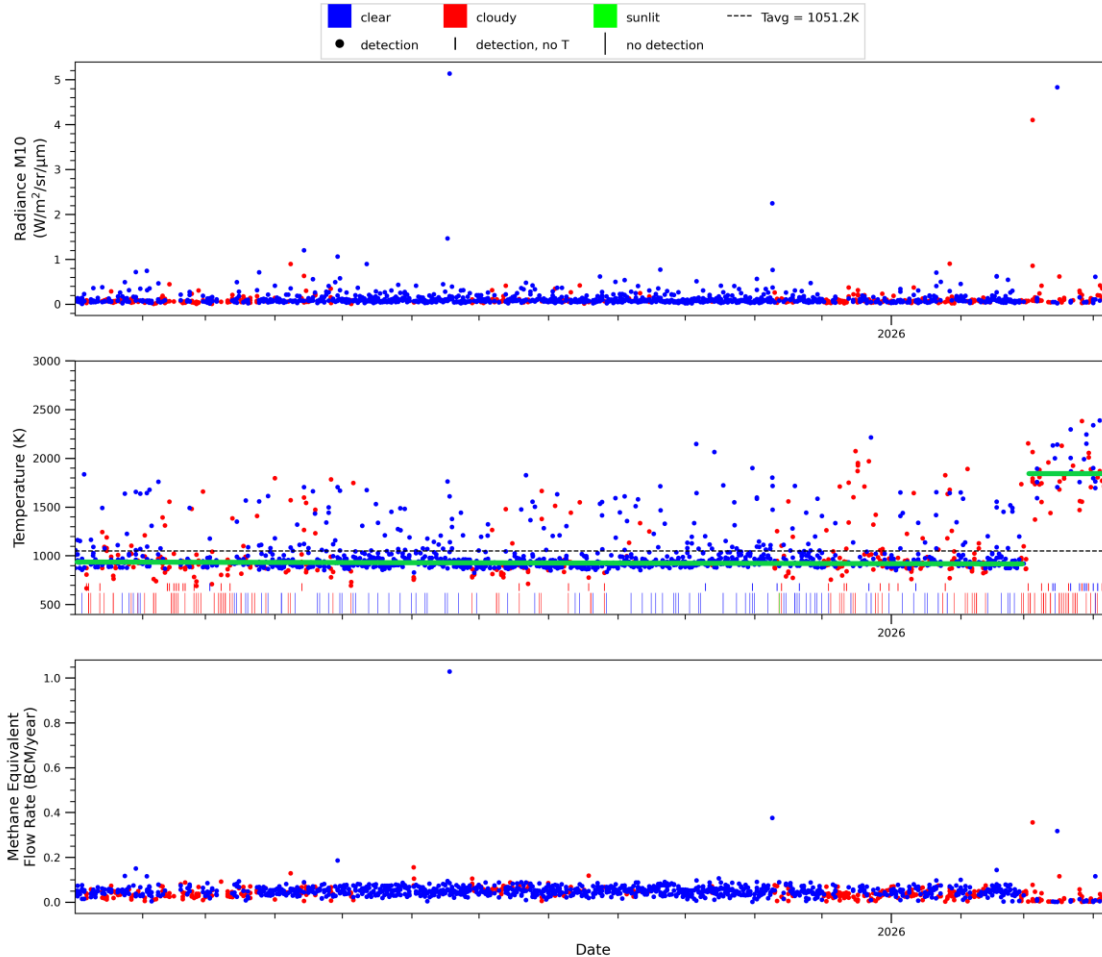 clear cloudy sunlit Tavg = 1051.2K
detection detection, no T no detection
Radiance M10
(W/m²/sr/μm)
5
4
3
2
1
0
2026
Temperature (K)
3000
2500
2000
1500
1000
500
2026
Methane Equivalent
Flow Rate (BCM/year)
1.0
0.8
0.6
0.4
0.2
0.0
2026
Date